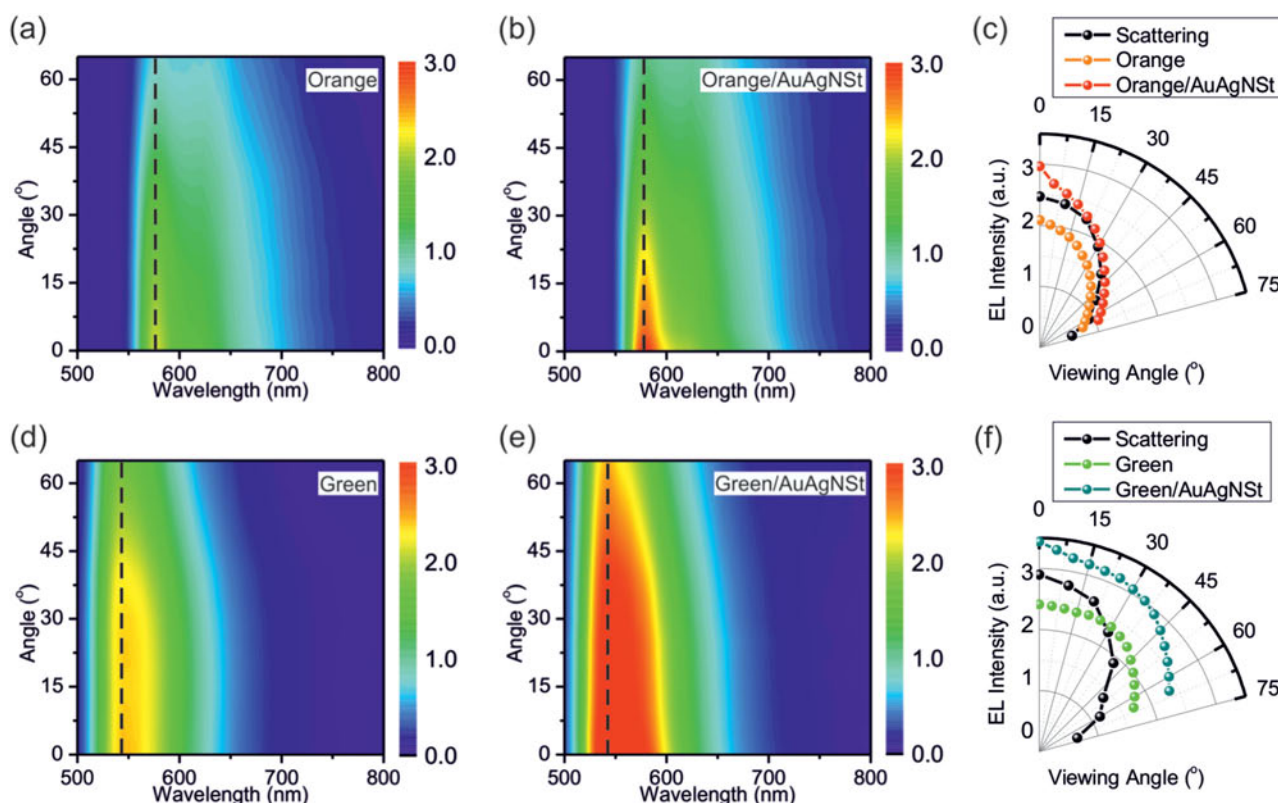 (a)
Orange
60
45
30
15
0
Angle (°)
500 600 700 800
Wavelength (nm)
3.0
2.0
1.0
0.0
(b)
Orange/AuAgNSt
60
45
30
15
0
Angle (°)
500 600 700 800
Wavelength (nm)
3.0
2.0
1.0
0.0
(c)
Scattering
Orange
Orange/AuAgNSt
0 15 30 45 60 75
3
2
1
0
EL Intensity (a.u.)
Viewing Angle (°)
(d)
Green
60
45
30
15
0
Angle (°)
500 600 700 800
Wavelength (nm)
3.0
2.0
1.0
0.0
(e)
Green/AuAgNSt
60
45
30
15
0
Angle (°)
500 600 700 800
Wavelength (nm)
3.0
2.0
1.0
0.0
(f)
Scattering
Green
Green/AuAgNSt
0 15 30 45 60 75
3
2
1
0
EL Intensity (a.u.)
Viewing Angle (°)